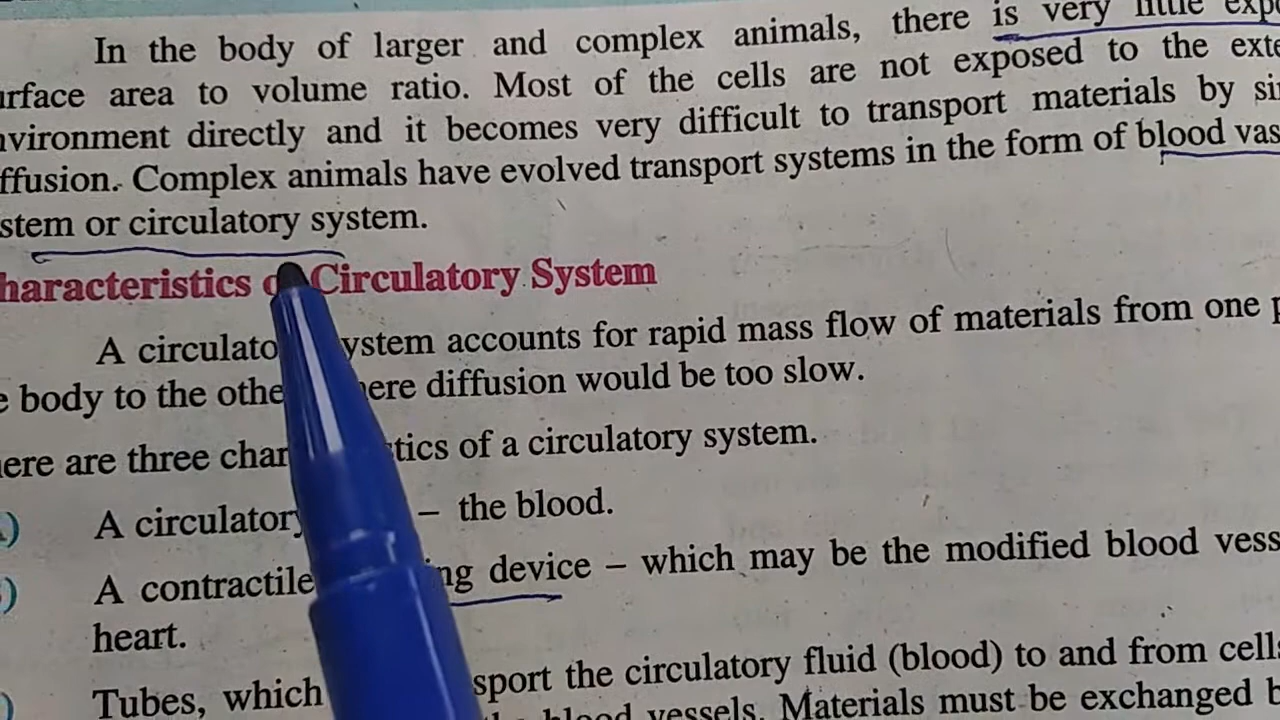 In the body of larger and complex animals, there is very little
urface area to volume ratio. Most of the cells are not exposed to the exte
nvironment directly and it becomes very difficult to transport materials by si
ffusion. Complex animals have evolved transport systems in the form of blood vas
stem or circulatory system.
haracteristics o Circulatory System
A circulato ystem accounts for rapid mass flow of materials from one p
e body to the othe ere diffusion would be too slow.
ere are three char tics of a circulatory system.
) A circulatory – the blood.
) A contractile ng device – which may be the modified blood vess
heart.
) Tubes, which sport the circulatory fluid (blood) to and from cells
blood vessels. Materials must be exchanged b